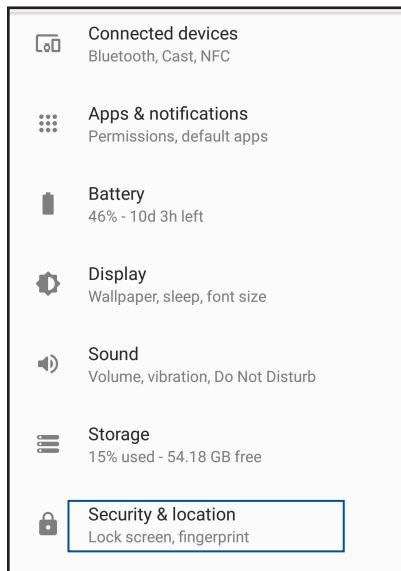 Connected devices
Bluetooth, Cast, NFC
Apps & notifications
Permissions, default apps
Battery
46% - 10d 3h left
Display
Wallpaper, sleep, font size
Sound
Volume, vibration, Do Not Disturb
Storage
15% used - 54.18 GB free
Security & location
Lock screen, fingerprint